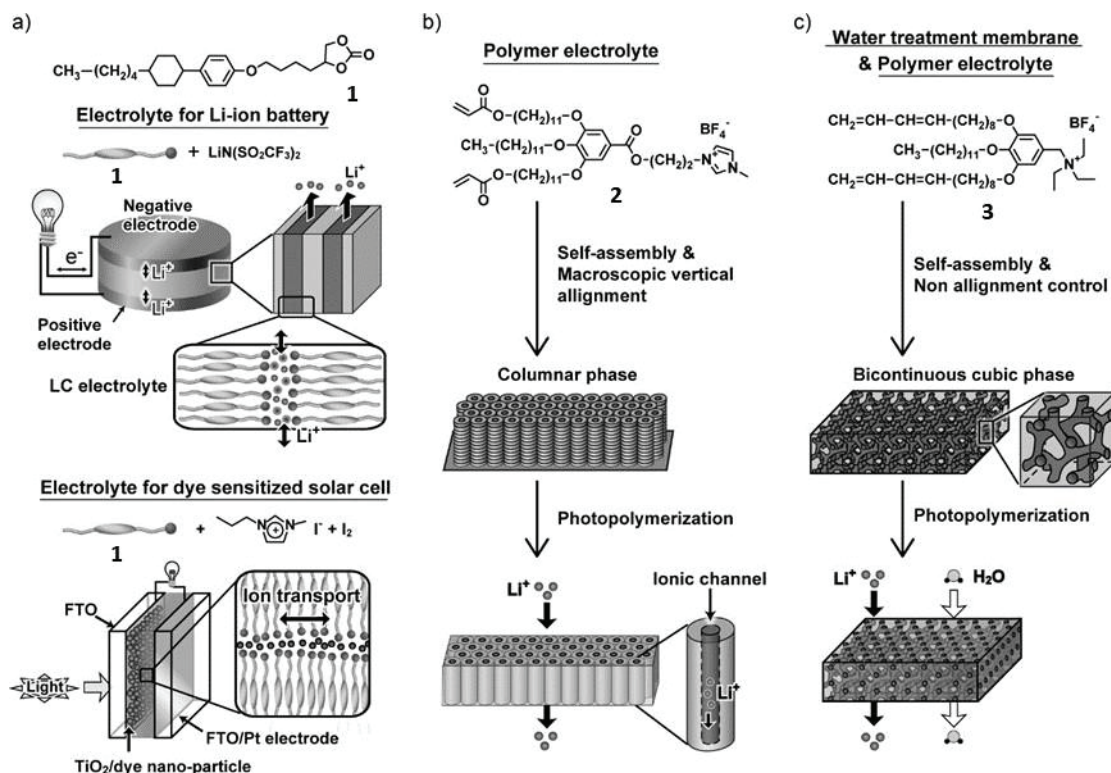 a)
1
CH₃–(CH₂)₄
O
O
O
O
Electrolyte for Li-ion battery
1
+ LiN(SO₂CF₃)₂
Li⁺
Negative
electrode
e⁻
Li⁺
Li⁺
Positive
electrode
LC electrolyte
Li⁺
Electrolyte for dye sensitized solar cell
1
+
N
+
N
I⁻ + I₂
FTO
Ion transport
Light
FTO/Pt electrode
TiO₂/dye nano-particle
b)
Polymer electrolyte
O
O–(CH₂)₁₁–O
CH₃–(CH₂)₁₁–O
O
O–(CH₂)₂–N
+
N
BF₄⁻
O
O–(CH₂)₁₁–O
2
Self-assembly &
Macroscopic vertical
allignment
Columnar phase
Photopolymerization
Li⁺
Ionic channel
Li⁺
c)
Water treatment membrane
& Polymer electrolyte
CH₂=CH–CH=CH–(CH₂)₈–O
BF₄⁻
CH₃–(CH₂)₁₁–O
N⁺
CH₂=CH–CH=CH–(CH₂)₈–O
3
Self-assembly &
Non allignment control
Bicontinuous cubic phase
Photopolymerization
Li⁺
H₂O